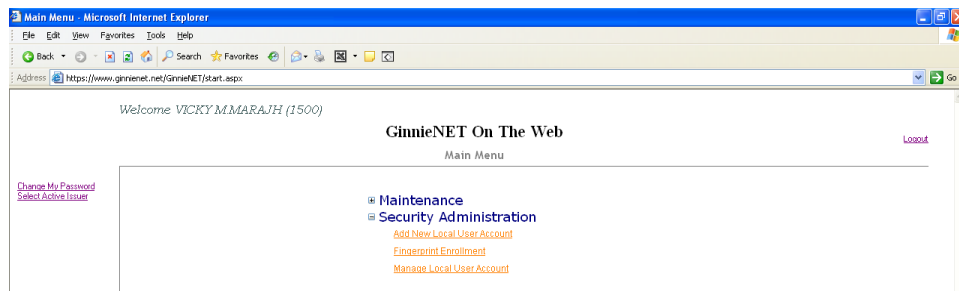 Main Menu - Microsoft Internet Explorer
File Edit View Favorites Tools Help
Back Search Favorites
Address https://www.ginnienet.net/GinnieNET/start.aspx Go
Welcome VICKY M.MARAJH (1500)
GinnieNET On The Web
Logout
Main Menu
Change My Password
Select Active Issuer
Maintenance
Security Administration
Add New Local User Account
Fingerprint Enrollment
Manage Local User Account